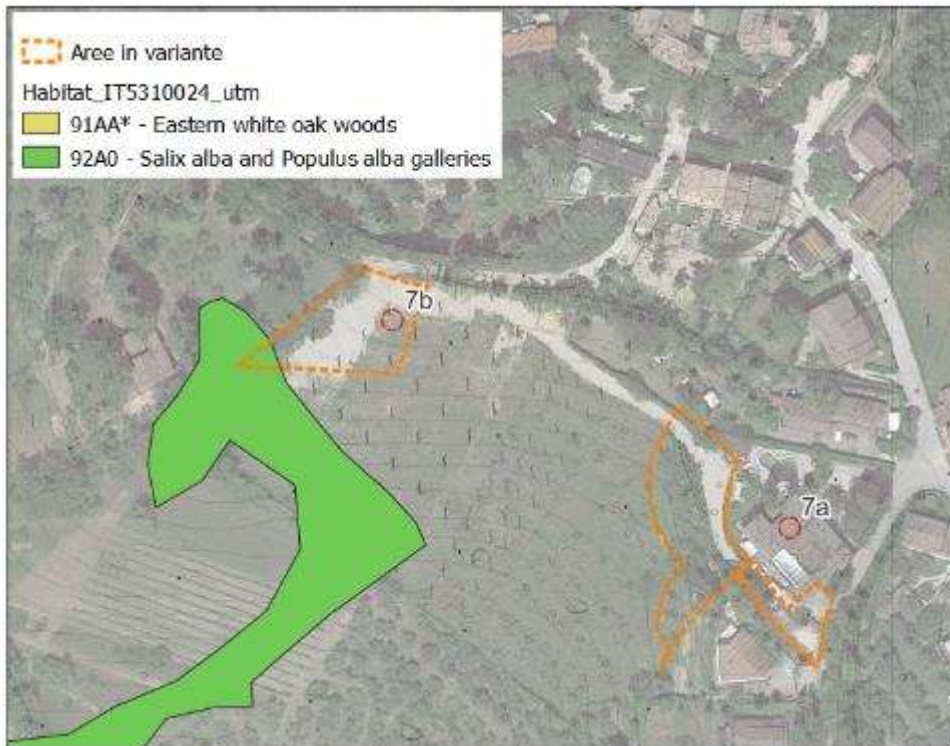 Aree in variante
Habitat_IT5310024_utm
91AA* - Eastern white oak woods
92A0 - Salix alba and Populus alba galleries
7b
7a